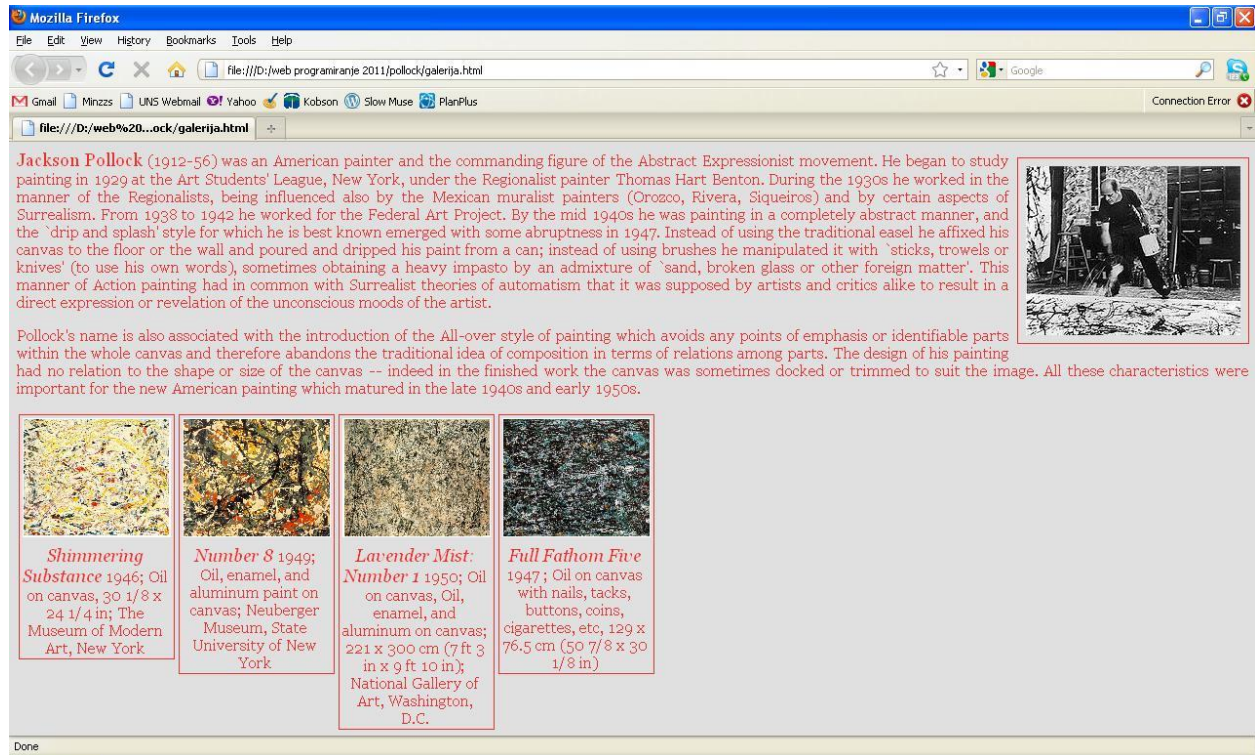 Mozilla Firefox
File Edit View History Bookmarks Tools Help
file:///D:/web programiranje 2011/pollock/galerija.html
Google
Gmail Minzzs UNS Webmail Yahoo Kobson Slow Muse PlanPlus
Connection Error
file:///D:/web%20...ock/galerija.html
Jackson Pollock (1912-56) was an American painter and the commanding figure of the Abstract Expressionist movement. He began to study
painting in 1929 at the Art Students' League, New York, under the Regionalist painter Thomas Hart Benton. During the 1930s he worked in the
manner of the Regionalists, being influenced also by the Mexican muralist painters (Orozco, Rivera, Siqueiros) and by certain aspects of
Surrealism. From 1938 to 1942 he worked for the Federal Art Project. By the mid 1940s he was painting in a completely abstract manner, and
the `drip and splash' style for which he is best known emerged with some abruptness in 1947. Instead of using the traditional easel he affixed his
canvas to the floor or the wall and poured and dripped his paint from a can; instead of using brushes he manipulated it with `sticks, trowels or
knives' (to use his own words), sometimes obtaining a heavy impasto by an admixture of `sand, broken glass or other foreign matter'. This
manner of Action painting had in common with Surrealist theories of automatism that it was supposed by artists and critics alike to result in a
direct expression or revelation of the unconscious moods of the artist.
Pollock's name is also associated with the introduction of the All-over style of painting which avoids any points of emphasis or identifiable parts
within the whole canvas and therefore abandons the traditional idea of composition in terms of relations among parts. The design of his painting
had no relation to the shape or size of the canvas -- indeed in the finished work the canvas was sometimes docked or trimmed to suit the image. All these characteristics were
important for the new American painting which matured in the late 1940s and early 1950s.
Shimmering
Substance 1946; Oil
on canvas, 30 1/8 x
24 1/4 in; The
Museum of Modern
Art, New York
Number 8 1949;
Oil, enamel, and
aluminum paint on
canvas; Neuberger
Museum, State
University of New
York
Lavender Mist:
Number 1 1950; Oil
on canvas, Oil,
enamel, and
aluminum on canvas;
221 x 300 cm (7 ft 3
in x 9 ft 10 in);
National Gallery of
Art, Washington,
D.C.
Full Fathom Five
1947 ; Oil on canvas
with nails, tacks,
buttons, coins,
cigarettes, etc, 129 x
76.5 cm (50 7/8 x 30
1/8 in)
Done